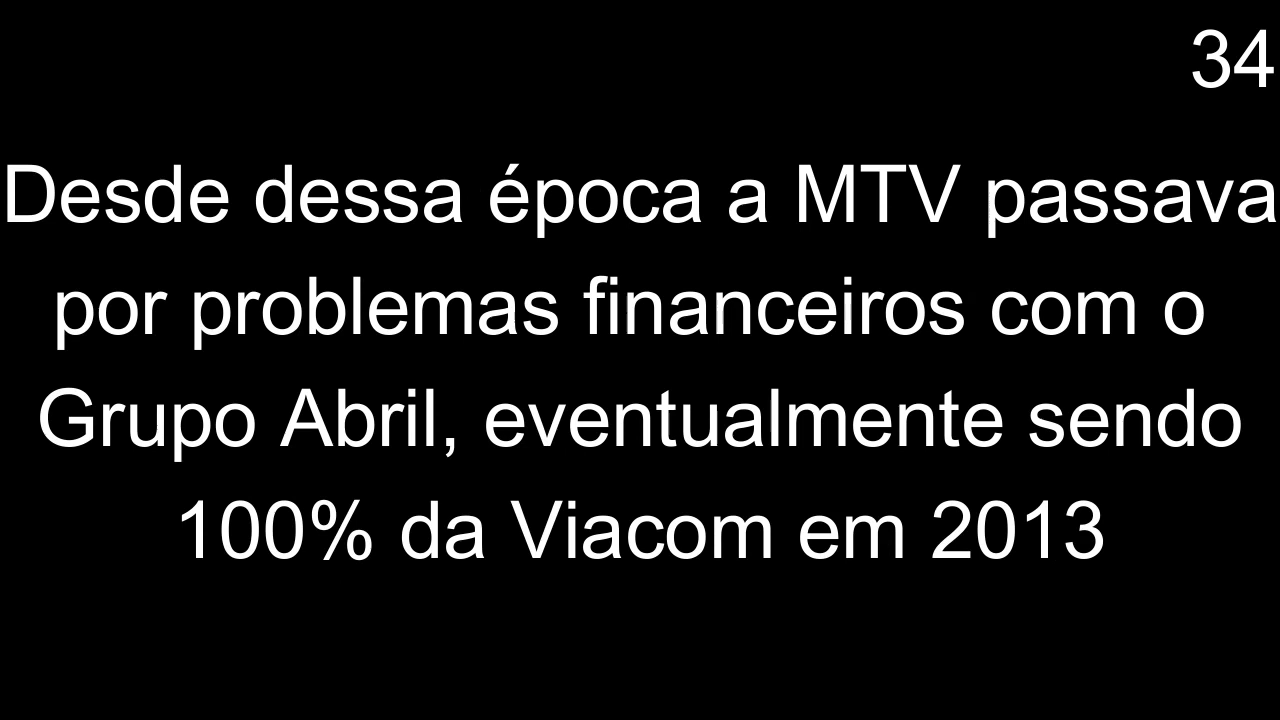 34
Desde dessa época a MTV passava
por problemas financeiros com o
Grupo Abril, eventualmente sendo
100% da Viacom em 2013